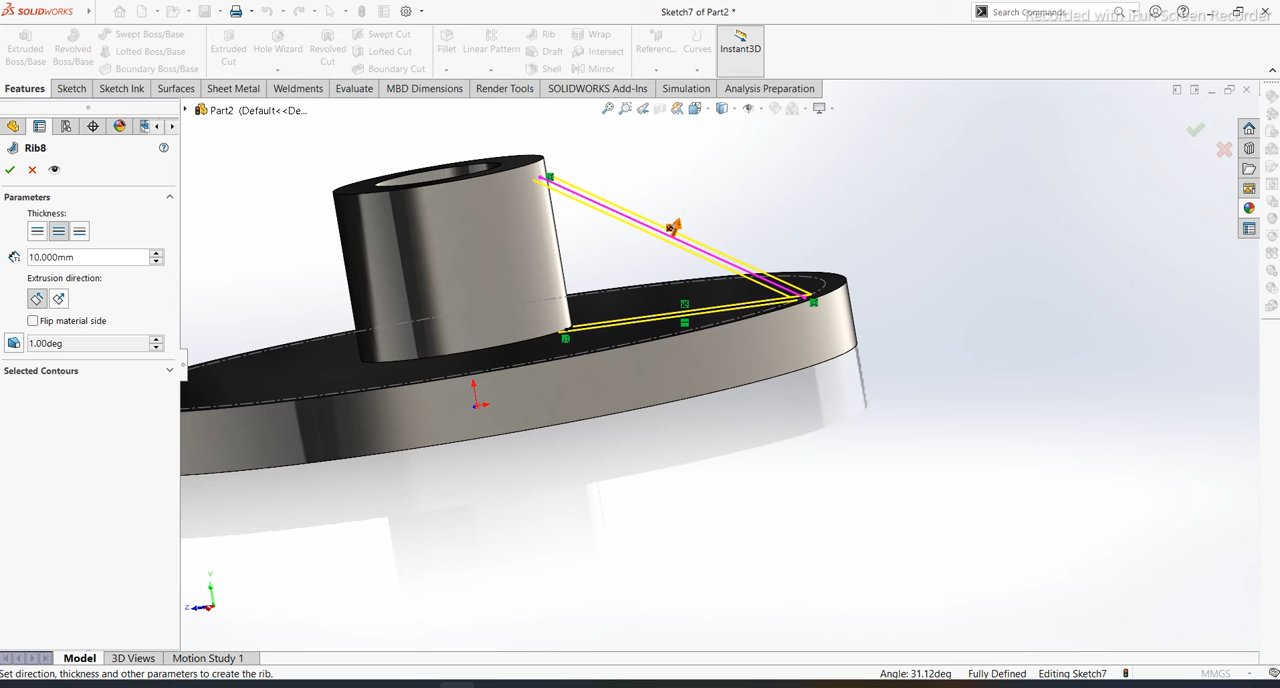 SOLIDWORKS
Sketch7 of Part2 *
Search Commands
Recorded with iFun Screen Recorder
Extruded Boss/Base
Revolved Boss/Base
Swept Boss/Base
Lofted Boss/Base
Boundary Boss/Base
Extruded Cut
Hole Wizard
Revolved Cut
Swept Cut
Lofted Cut
Boundary Cut
Fillet
Linear Pattern
Rib
Draft
Shell
Wrap
Intersect
Mirror
Referenc...
Curves
Instant3D
Features
Sketch
Sketch Ink
Surfaces
Sheet Metal
Weldments
Evaluate
MBD Dimensions
Render Tools
SOLIDWORKS Add-Ins
Simulation
Analysis Preparation
Part2 (Default<<De...
Rib8
Parameters
Thickness:
10.000mm
Extrusion direction:
Flip material side
1.00deg
Selected Contours
Y
Z
Model
3D Views
Motion Study 1
Set direction, thickness and other parameters to create the rib.
Angle: 31.12deg
Fully Defined
Editing Sketch7
MMGS